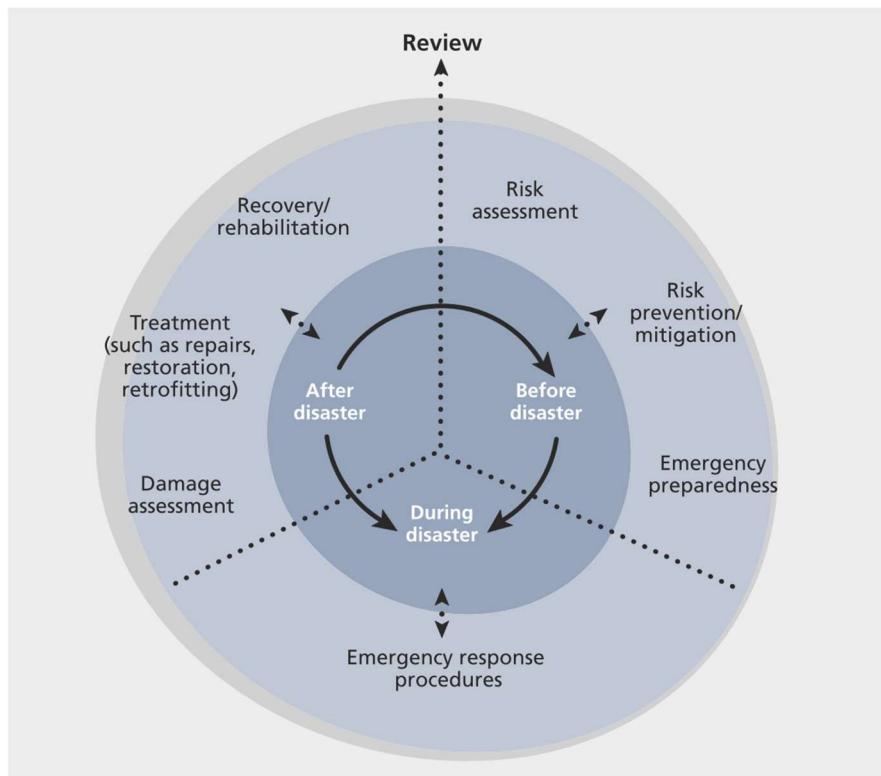 Review
Risk
assessment
Risk
prevention/
mitigation
Emergency
preparedness
Emergency response
procedures
Damage
assessment
Treatment
(such as repairs,
restoration,
retrofitting)
Recovery/
rehabilitation
After
disaster
Before
disaster
During
disaster